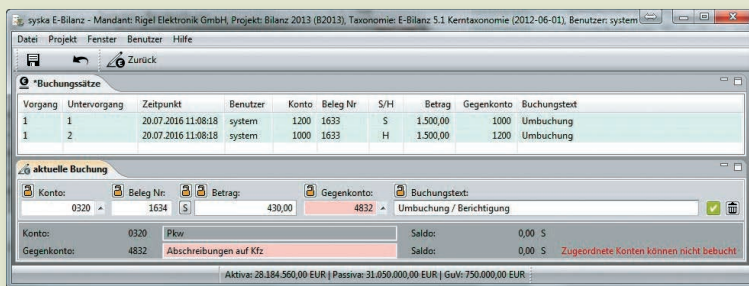 syska E-Bilanz - Mandant: Rigel Elektronik GmbH, Projekt: Bilanz 2013 (B2013), Taxonomie: E-Bilanz 5.1 Kerntaxonomie (2012-06-01), Benutzer: system
Datei Projekt Fenster Benutzer Hilfe
Zurück
*Buchungssätze
Vorgang Untervorgang Zeitpunkt Benutzer Konto Beleg Nr S/H Betrag Gegenkonto Buchungstext
1 1 20.07.2016 11:08:18 system 1200 1633 S 1.500,00 1000 Umbuchung
1 2 20.07.2016 11:08:18 system 1000 1633 H 1.500,00 1200 Umbuchung
aktuelle Buchung
Konto: Beleg Nr: Betrag: Gegenkonto: Buchungstext:
0320 1634 S 430,00 4832 Umbuchung / Berichtigung
Konto: 0320 Pkw Saldo: 0,00 S
Gegenkonto: 4832 Abschreibungen auf Kfz Saldo: 0,00 S Zugeordnete Konten können nicht bebucht
Aktiva: 28.184.560,00 EUR | Passiva: 31.050.000,00 EUR | GuV: 750.000,00 EUR